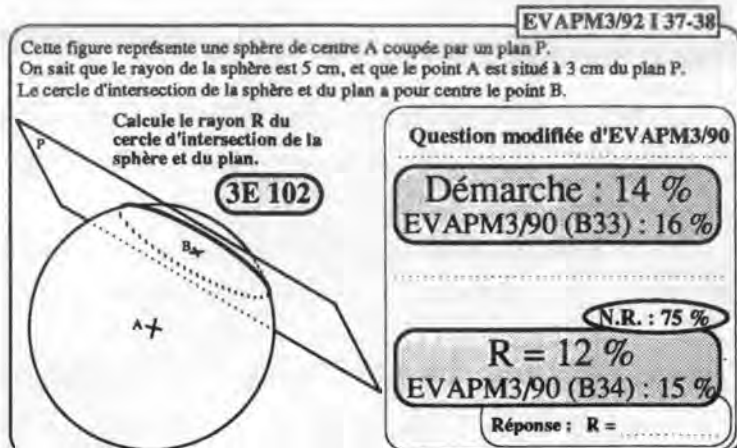 EVAPM3/92 I 37-38
Cette figure représente une sphère de centre A coupée par un plan P.
On sait que le rayon de la sphère est 5 cm, et que le point A est situé à 3 cm du plan P.
Le cercle d'intersection de la sphère et du plan a pour centre le point B.
Calcule le rayon R du
cercle d'intersection de la
sphère et du plan.
3E 102
P
B
A
Question modifiée d'EVAPM3/90
Démarche : 14 %
EVAPM3/90 (B33) : 16 %
N.R. : 75 %
R = 12 %
EVAPM3/90 (B34) : 15 %
Réponse : R = ..............